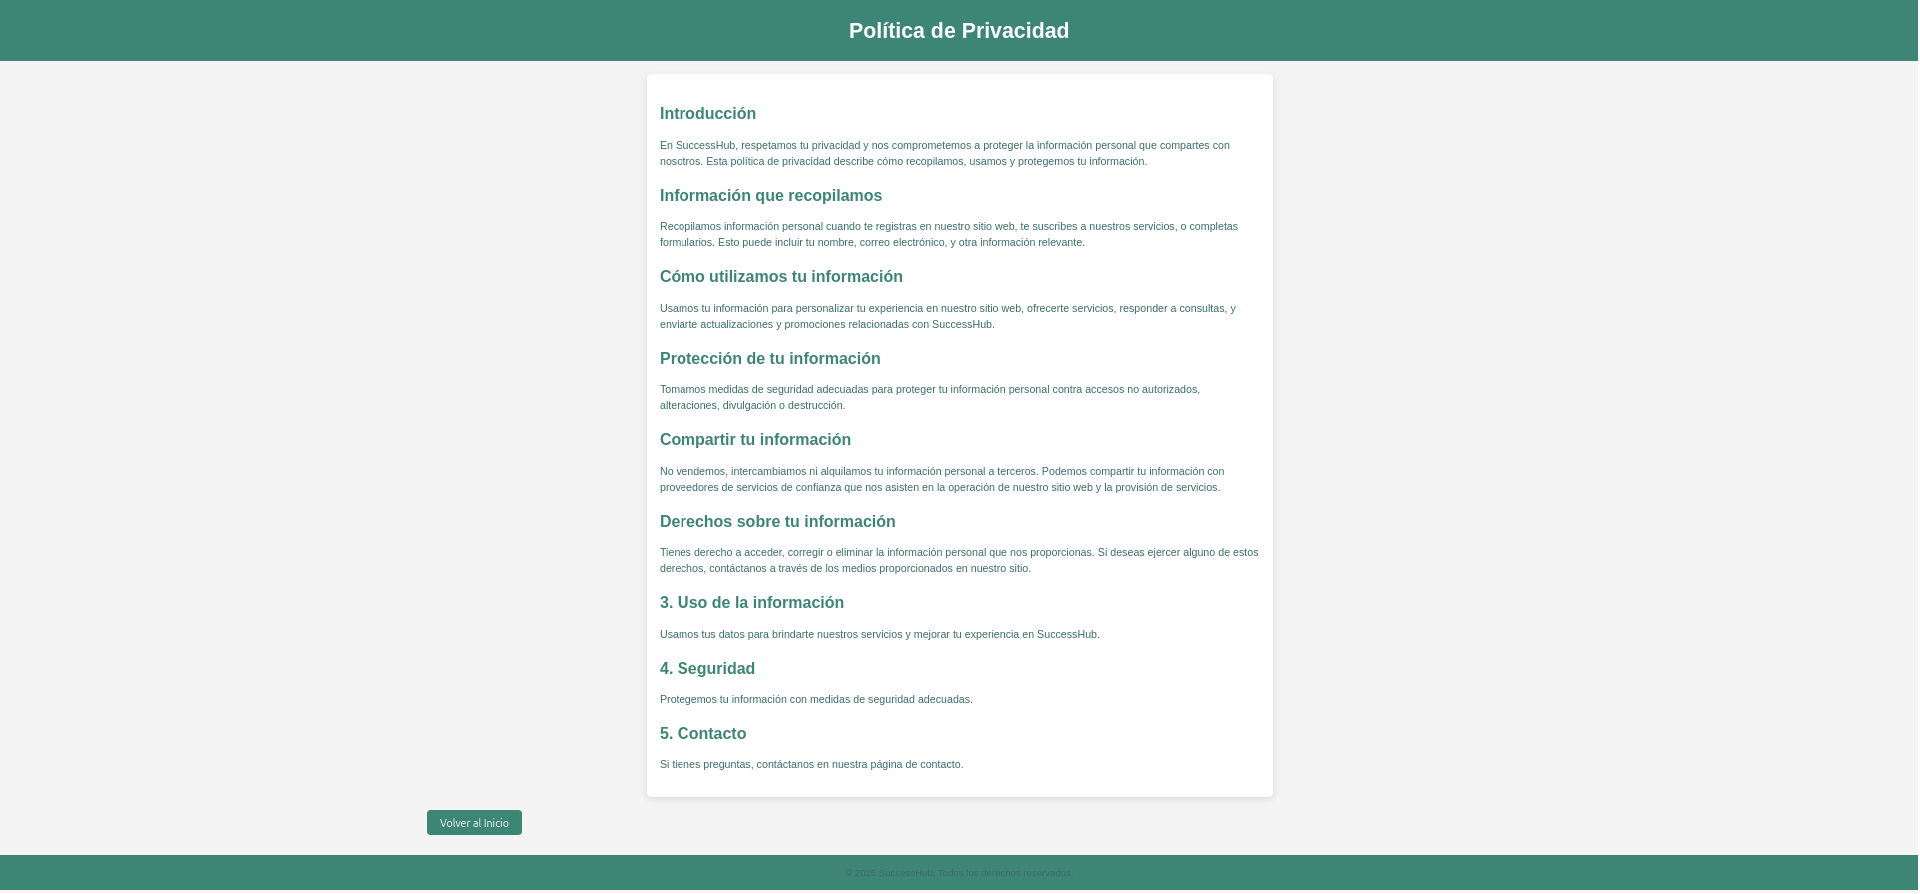 Política de Privacidad
Introducción
En SuccessHub, respetamos tu privacidad y nos comprometemos a proteger la información personal que compartes con
nosotros. Esta política de privacidad describe cómo recopilamos, usamos y protegemos tu información.
Información que recopilamos
Recopilamos información personal cuando te registras en nuestro sitio web, te suscribes a nuestros servicios, o completas
formularios. Esto puede incluir tu nombre, correo electrónico, y otra información relevante.
Cómo utilizamos tu información
Usamos tu información para personalizar tu experiencia en nuestro sitio web, ofrecerte servicios, responder a consultas, y
enviarte actualizaciones y promociones relacionadas con SuccessHub.
Protección de tu información
Tomamos medidas de seguridad adecuadas para proteger tu información personal contra accesos no autorizados,
alteraciones, divulgación o destrucción.
Compartir tu información
No vendemos, intercambiamos ni alquilamos tu información personal a terceros. Podemos compartir tu información con
proveedores de servicios de confianza que nos asisten en la operación de nuestro sitio web y la provisión de servicios.
Derechos sobre tu información
Tienes derecho a acceder, corregir o eliminar la información personal que nos proporcionas. Si deseas ejercer alguno de estos
derechos, contáctanos a través de los medios proporcionados en nuestro sitio.
3. Uso de la información
Usamos tus datos para brindarte nuestros servicios y mejorar tu experiencia en SuccessHub.
4. Seguridad
Protegemos tu información con medidas de seguridad adecuadas.
5. Contacto
Si tienes preguntas, contáctanos en nuestra página de contacto.
Volver al Inicio
© 2025 SuccessHub. Todos los derechos reservados.